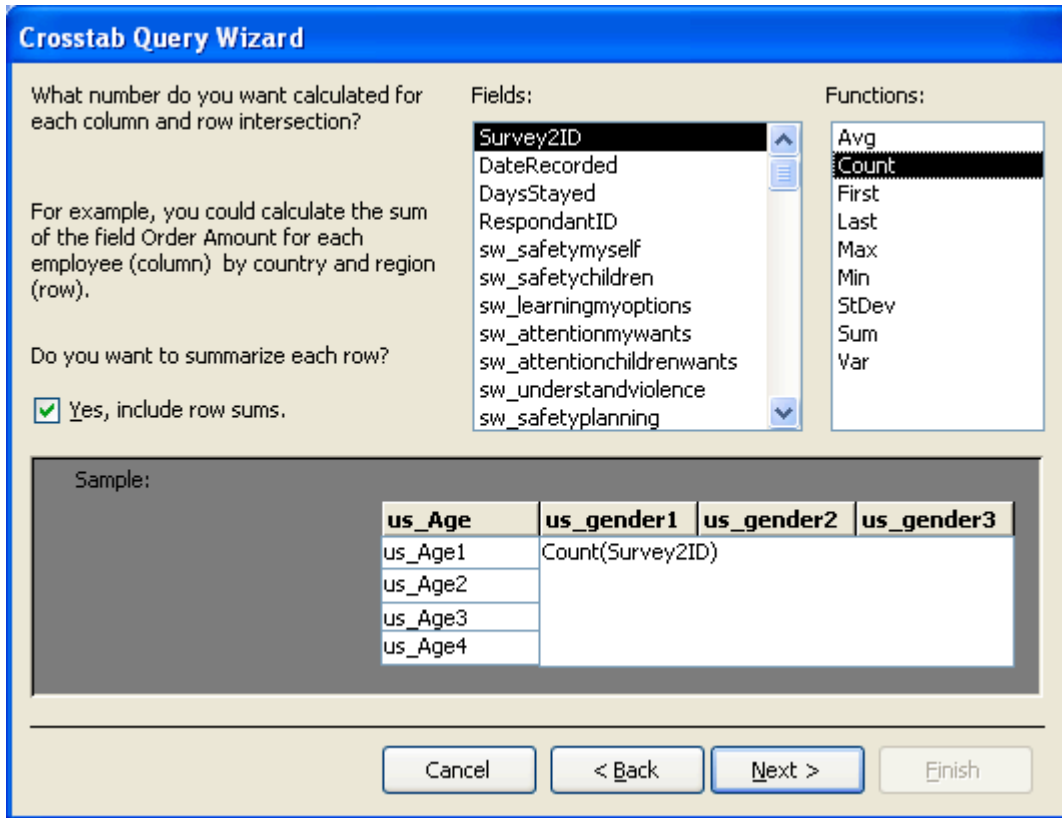 Crosstab Query Wizard
What number do you want calculated for
each column and row intersection?
For example, you could calculate the sum
of the field Order Amount for each
employee (column)  by country and region
(row).
Do you want to summarize each row?
Yes, include row sums.
Fields:
Survey2ID
DateRecorded
DaysStayed
RespondantID
sw_safetymyself
sw_safetychildren
sw_learningmyoptions
sw_attentionmywants
sw_attentionchildrenwants
sw_understandviolence
sw_safetyplanning
Functions:
Avg
Count
First
Last
Max
Min
StDev
Sum
Var
Sample:
us_Age us_gender1 us_gender2 us_gender3
us_Age1 Count(Survey2ID)
us_Age2
us_Age3
us_Age4
Cancel < Back Next > Finish